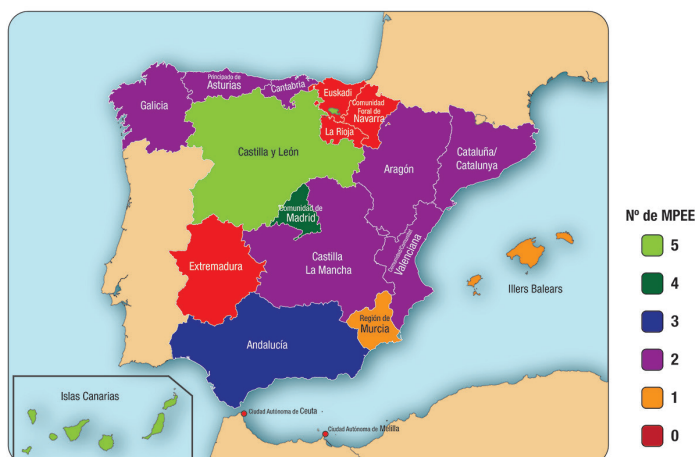 Principado de
Asturias
Cantabria
Galicia
Euskadi
Comunidad
Foral de
Navarra
La Rioja
Castilla y León
Aragón
Cataluña/
Catalunya
Comunidad de
Madrid
Castilla
La Mancha
Comunidad/Comunitat
Valenciana
Extremadura
Región de
Murcia
Andalucía
Illers Balears
Islas Canarias
Ciudad Autónoma de Ceuta
Ciudad Autónoma de Melilla
Nº de MPEE
5
4
3
2
1
0